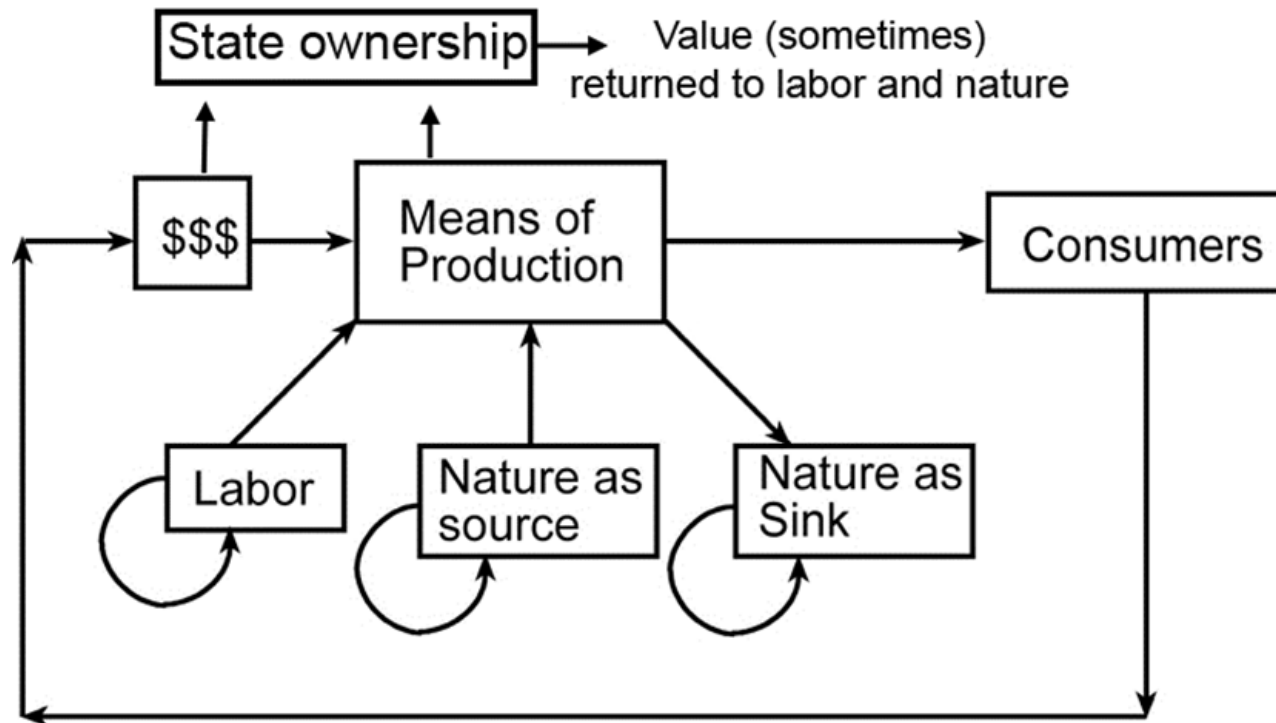 State ownership
Value (sometimes)
returned to labor and nature
$$$
Means of
Production
Consumers
Labor
Nature as
source
Nature as
Sink